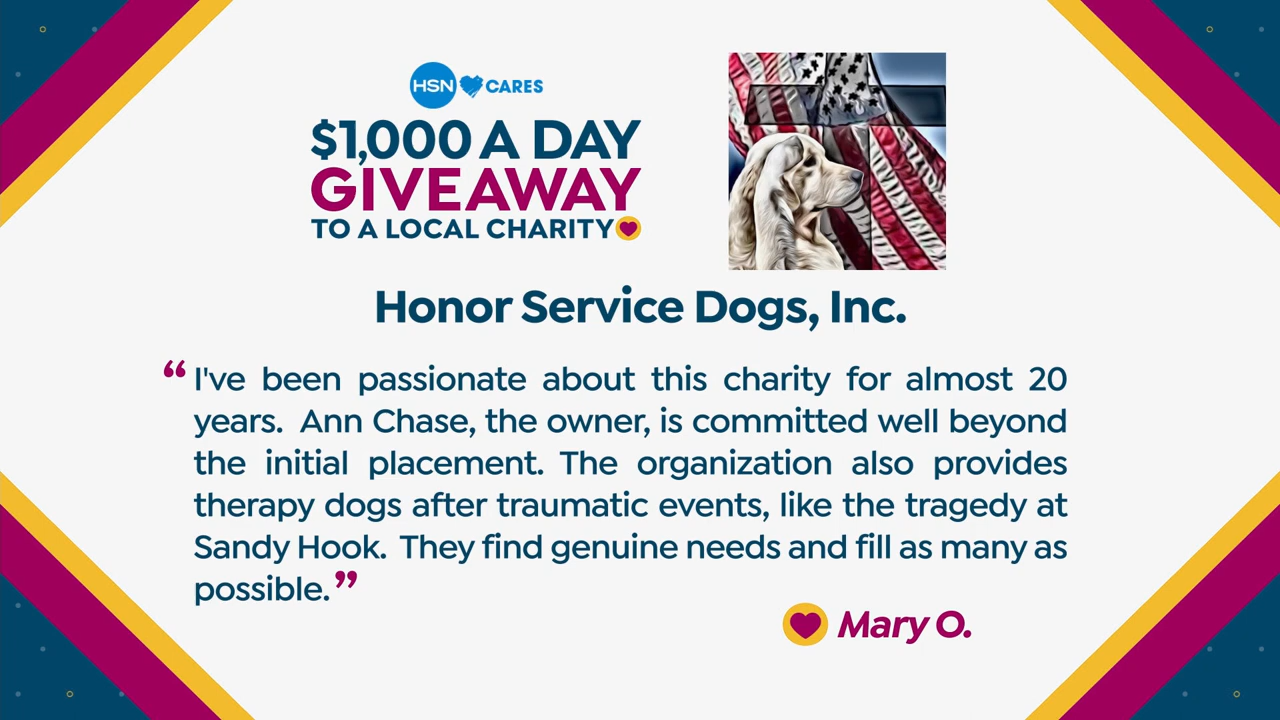 HSN CARES
$1,000 A DAY
GIVEAWAY
TO A LOCAL CHARITY
Honor Service Dogs, Inc.
“I've been passionate about this charity for almost 20
years. Ann Chase, the owner, is committed well beyond
the initial placement. The organization also provides
therapy dogs after traumatic events, like the tragedy at
Sandy Hook. They find genuine needs and fill as many as
possible.”
Mary O.